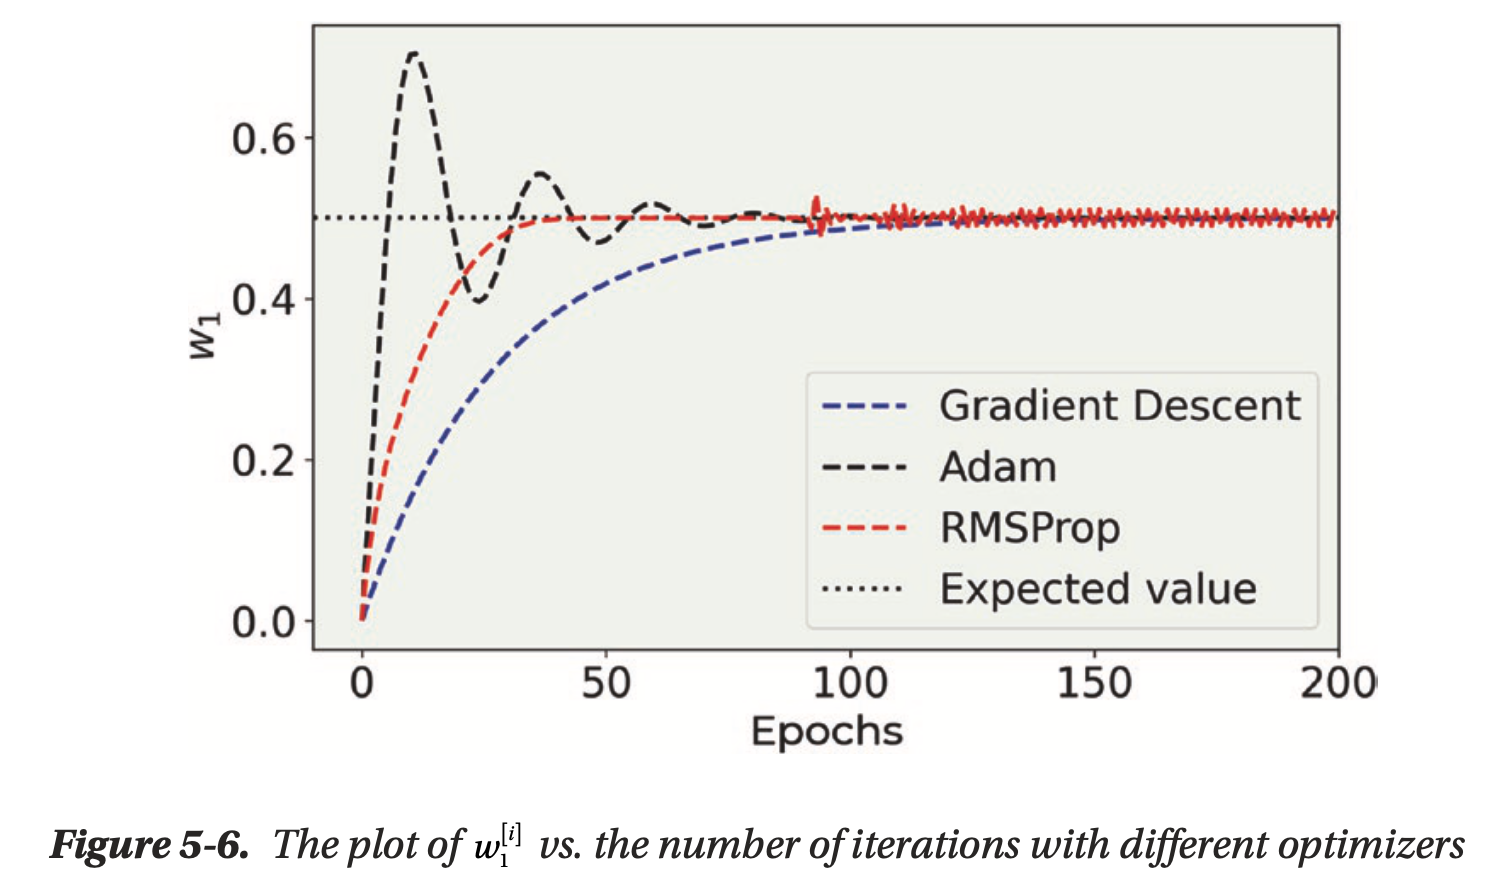 0.6
0.4
0.2
0.0
w1
0
50
100
150
200
Epochs
Gradient Descent
Adam
RMSProp
Expected value
Figure 5-6. The plot of w₁^[i] vs. the number of iterations with different optimizers